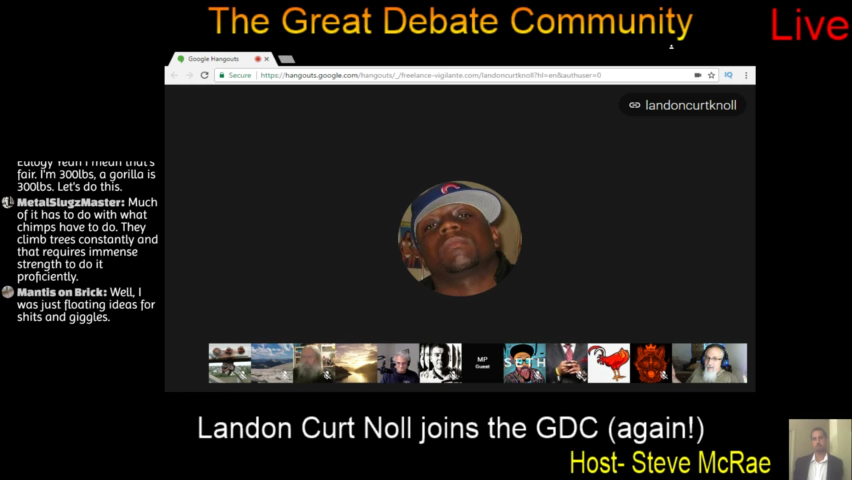 The Great Debate Community
Live
Google Hangouts
Secure
https://hangouts.google.com/hangouts/_/freelance-vigilante.com/landoncurtknoll?hl=en&authuser=0
IQ
landoncurtknoll
Eulogy Yeah I mean that's
fair. I'm 300lbs, a gorilla is
300lbs. Let's do this.
MetalSlugzMaster: Much
of it has to do with what
chimps have to do. They
climb trees constantly and
that requires immense
strength to do it
proficiently.
Mantis on Brick: Well, I
was just floating ideas for
shits and giggles.
MP
Guest
SETH
Landon Curt Noll joins the GDC (again!)
Host- Steve McRae